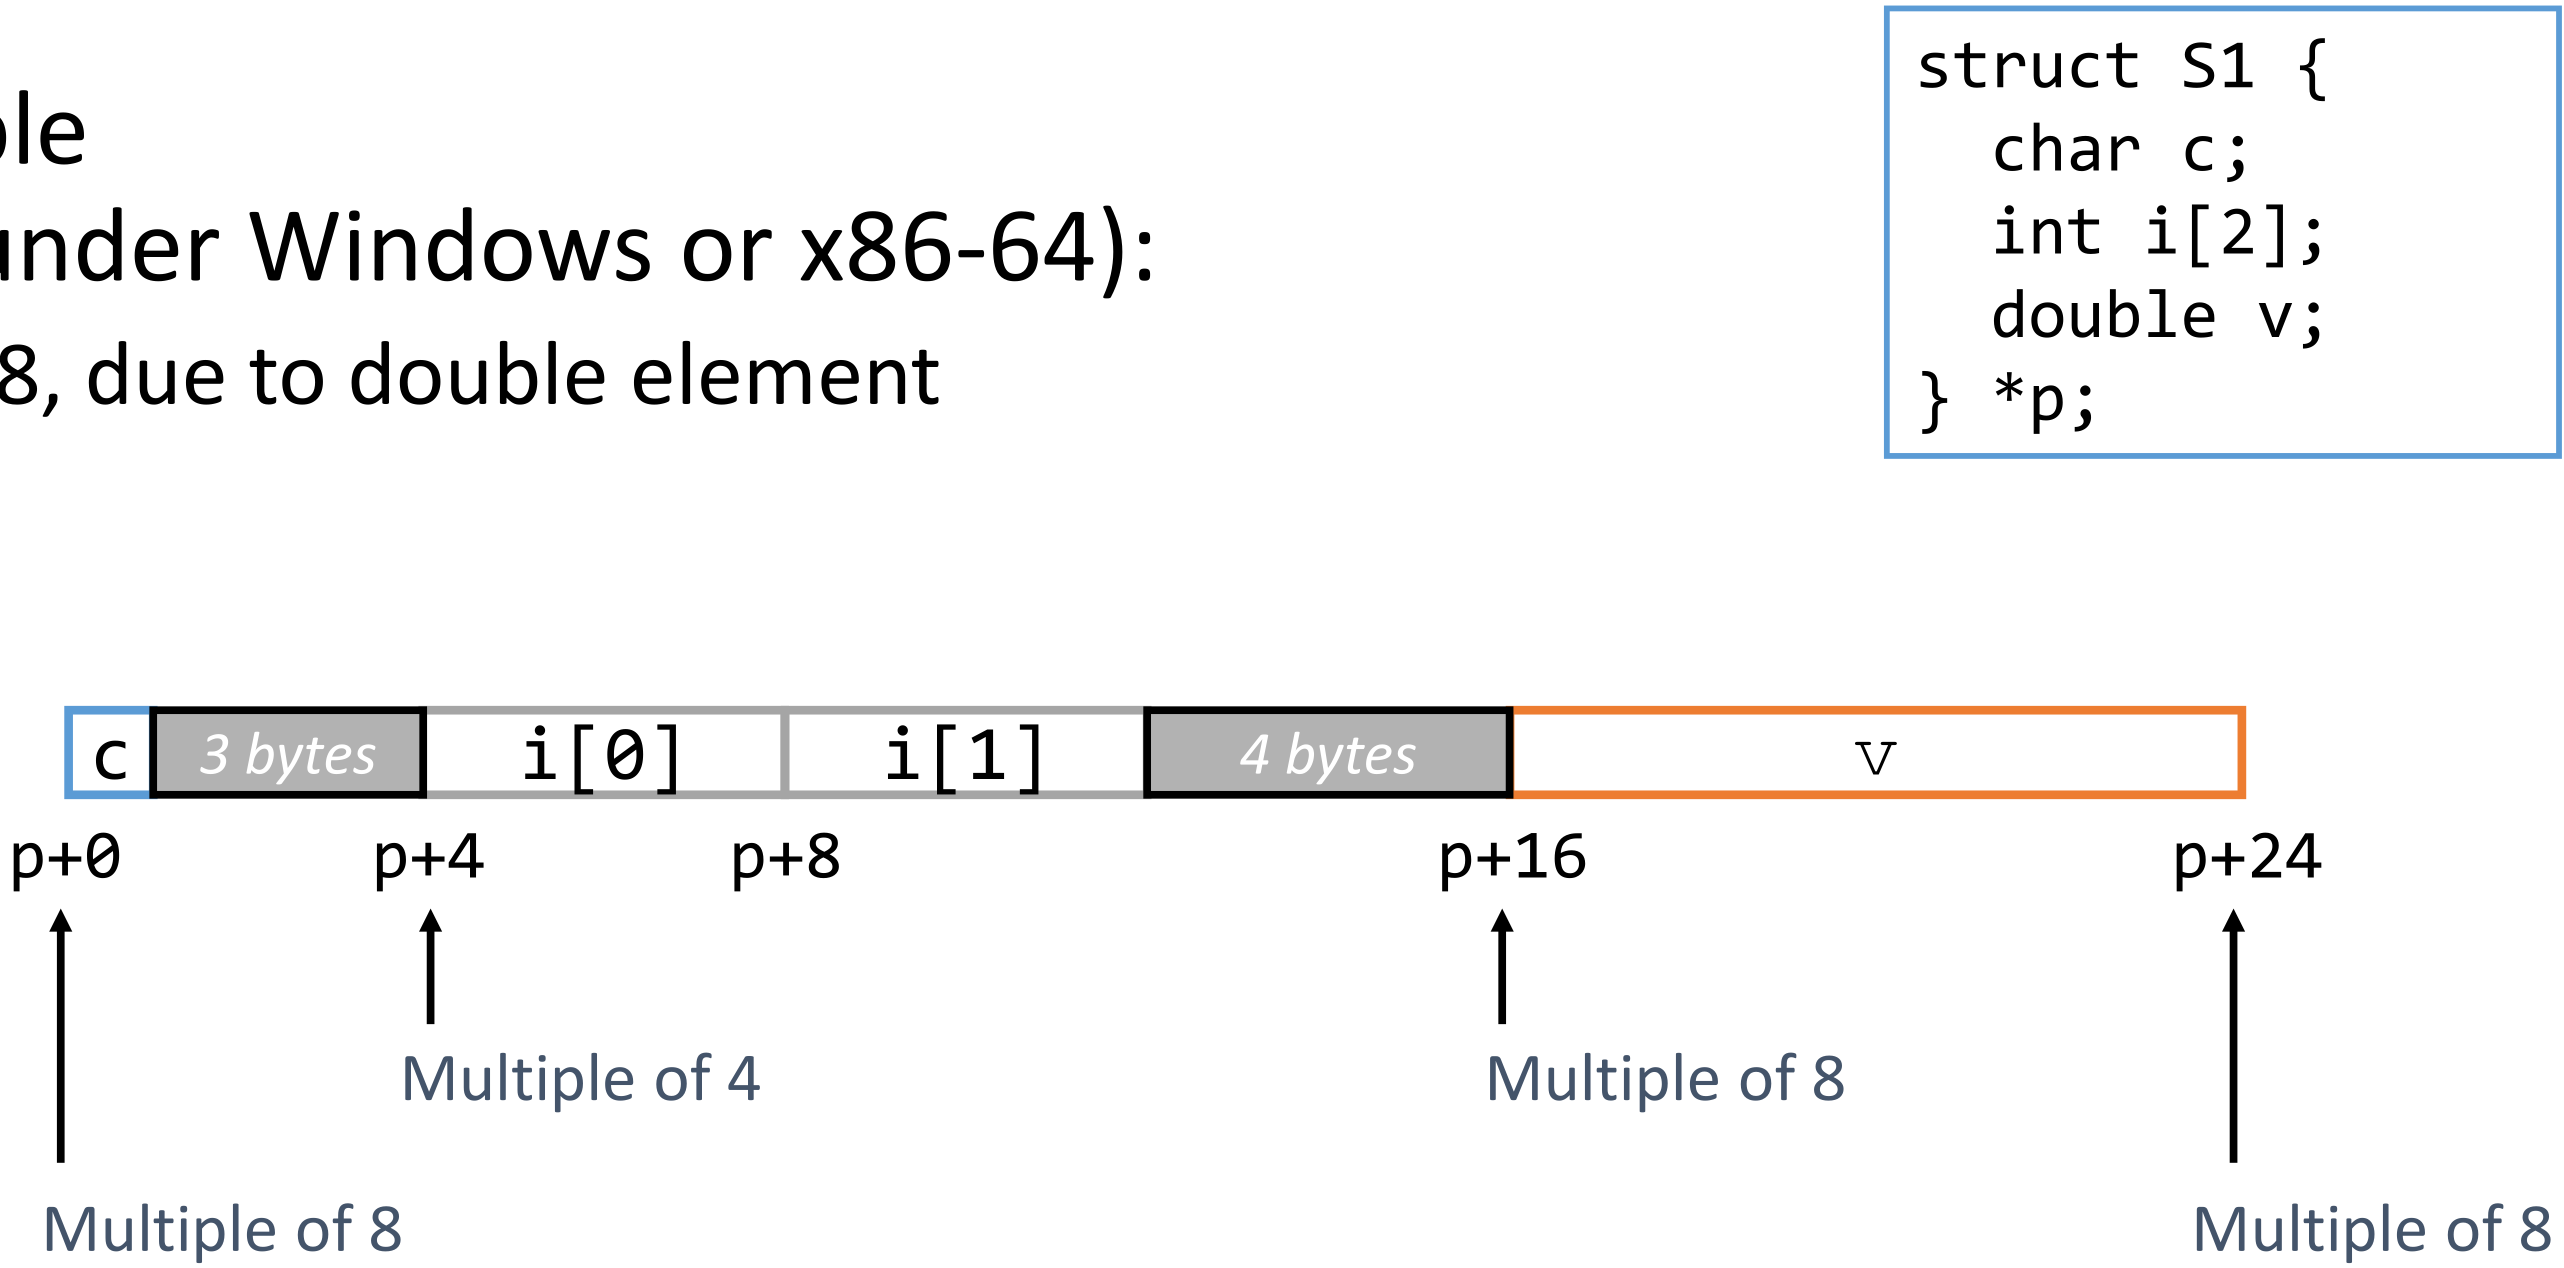 ple
under Windows or x86-64):
8, due to double element
struct S1 {
  char c;
  int i[2];
  double v;
} *p;
c 3 bytes i[0] i[1] 4 bytes v
p+0 p+4 p+8 p+16 p+24
Multiple of 4 Multiple of 8
Multiple of 8 Multiple of 8